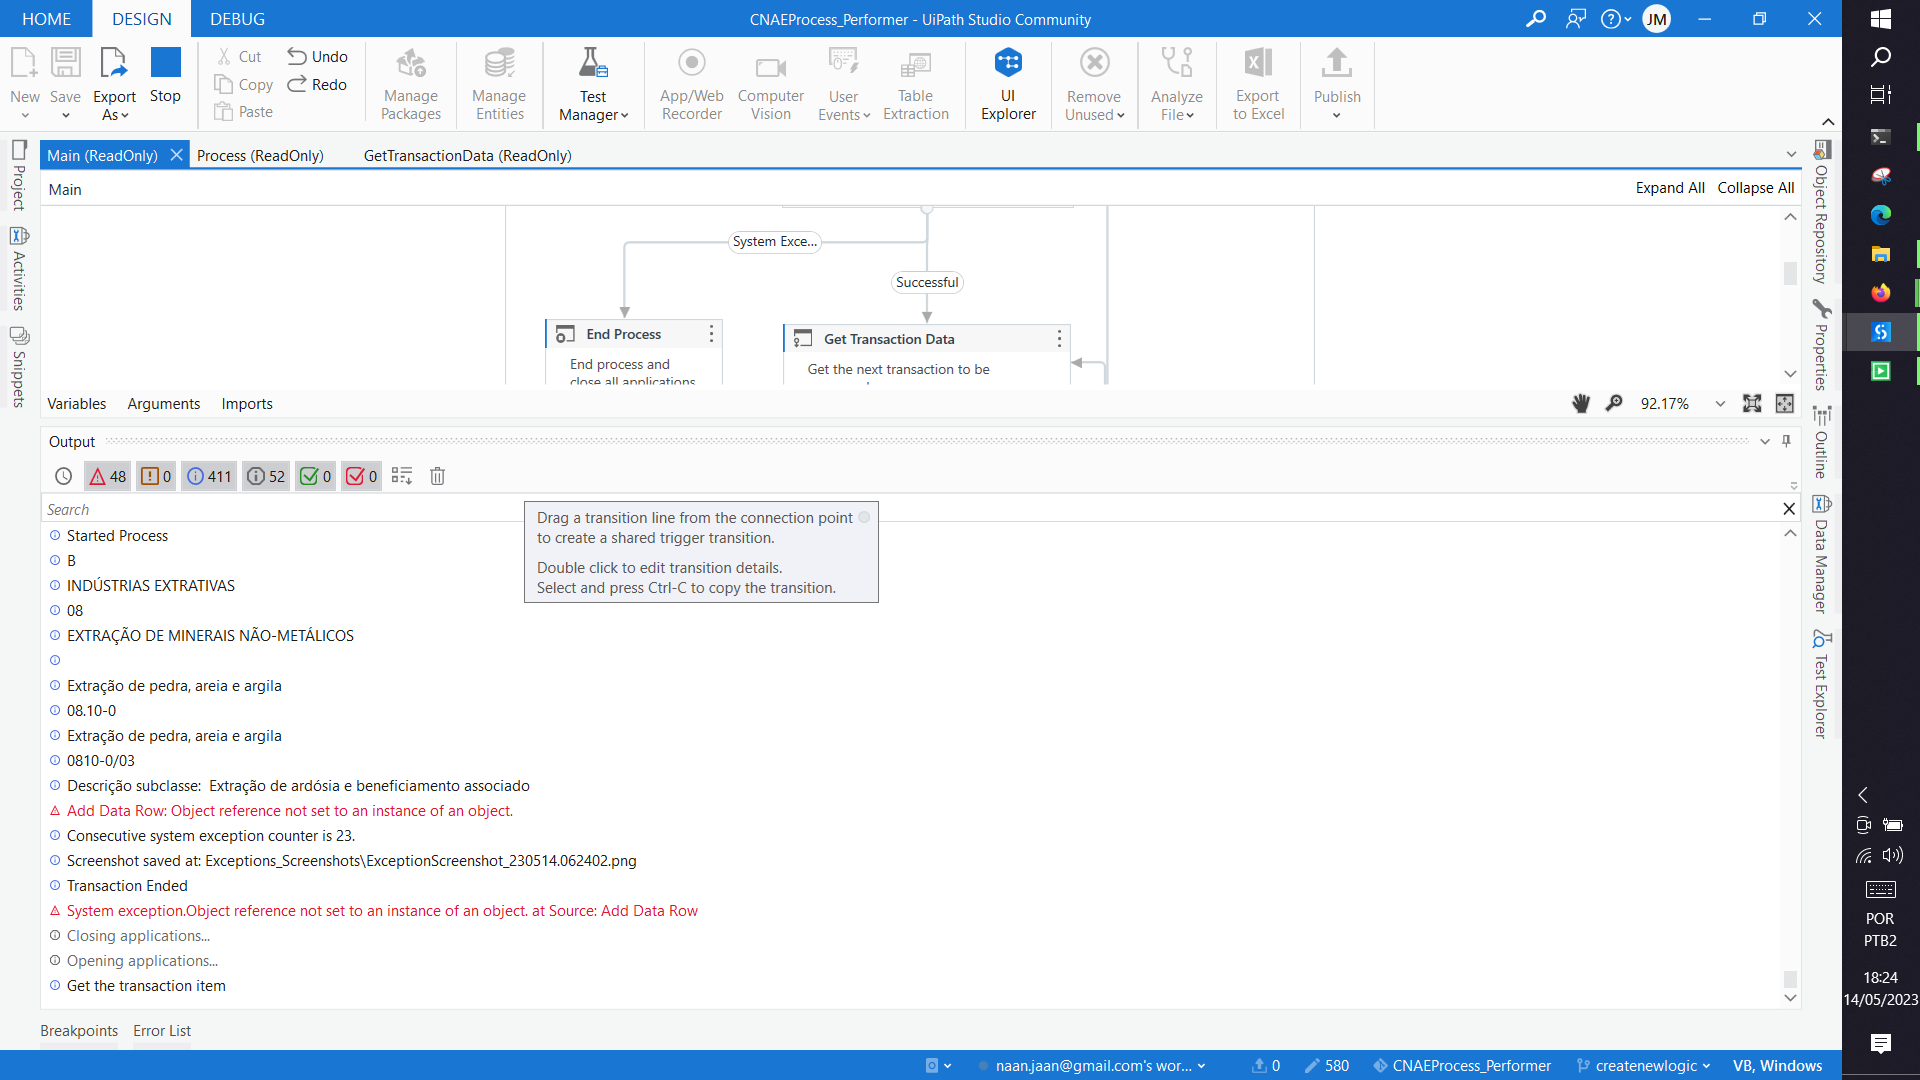 HOME
DESIGN
DEBUG
CNAEProcess_Performer - UiPath Studio Community
JM
New
Save
Export
As
Stop
Cut
Copy
Paste
Undo
Redo
Manage
Packages
Manage
Entities
Test
Manager
App/Web
Recorder
Computer
Vision
User
Events
Table
Extraction
UI
Explorer
Remove
Unused
Analyze
File
Export
to Excel
Publish
Project
Activities
Snippets
Main (ReadOnly)
Process (ReadOnly)
GetTransactionData (ReadOnly)
Main
Expand All
Collapse All
System Exce...
Successful
End Process
End process and
close all applications
Get Transaction Data
Get the next transaction to be
Variables
Arguments
Imports
92.17%
Output
48
0
411
52
0
0
Search
Drag a transition line from the connection point
to create a shared trigger transition.
Double click to edit transition details.
Select and press Ctrl-C to copy the transition.
Started Process
B
INDÚSTRIAS EXTRATIVAS
08
EXTRAÇÃO DE MINERAIS NÃO-METÁLICOS
Extração de pedra, areia e argila
08.10-0
Extração de pedra, areia e argila
0810-0/03
Descrição subclasse:  Extração de ardósia e beneficiamento associado
Add Data Row: Object reference not set to an instance of an object.
Consecutive system exception counter is 23.
Screenshot saved at: Exceptions_Screenshots\ExceptionScreenshot_230514.062402.png
Transaction Ended
System exception.Object reference not set to an instance of an object. at Source: Add Data Row
Closing applications...
Opening applications...
Get the transaction item
Breakpoints
Error List
Object Repository
Properties
Outline
Data Manager
Test Explorer
naan.jaan@gmail.com's wor...
0
580
CNAEProcess_Performer
createnewlogic
VB, Windows
POR
PTB2
18:24
14/05/2023